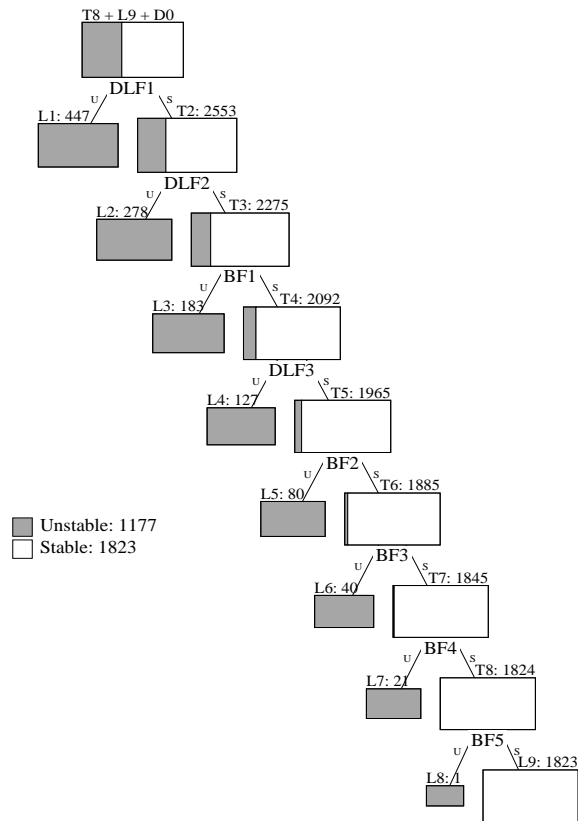 T8 + L9 + D0
DLF1
U
S
L1: 447
T2: 2553
DLF2
U
S
L2: 278
T3: 2275
BF1
U
S
L3: 183
T4: 2092
DLF3
U
S
L4: 127
T5: 1965
BF2
U
S
L5: 80
T6: 1885
Unstable: 1177
Stable: 1823
BF3
U
S
L6: 40
T7: 1845
BF4
U
S
L7: 21
T8: 1824
BF5
U
S
L8: 1
L9: 1823